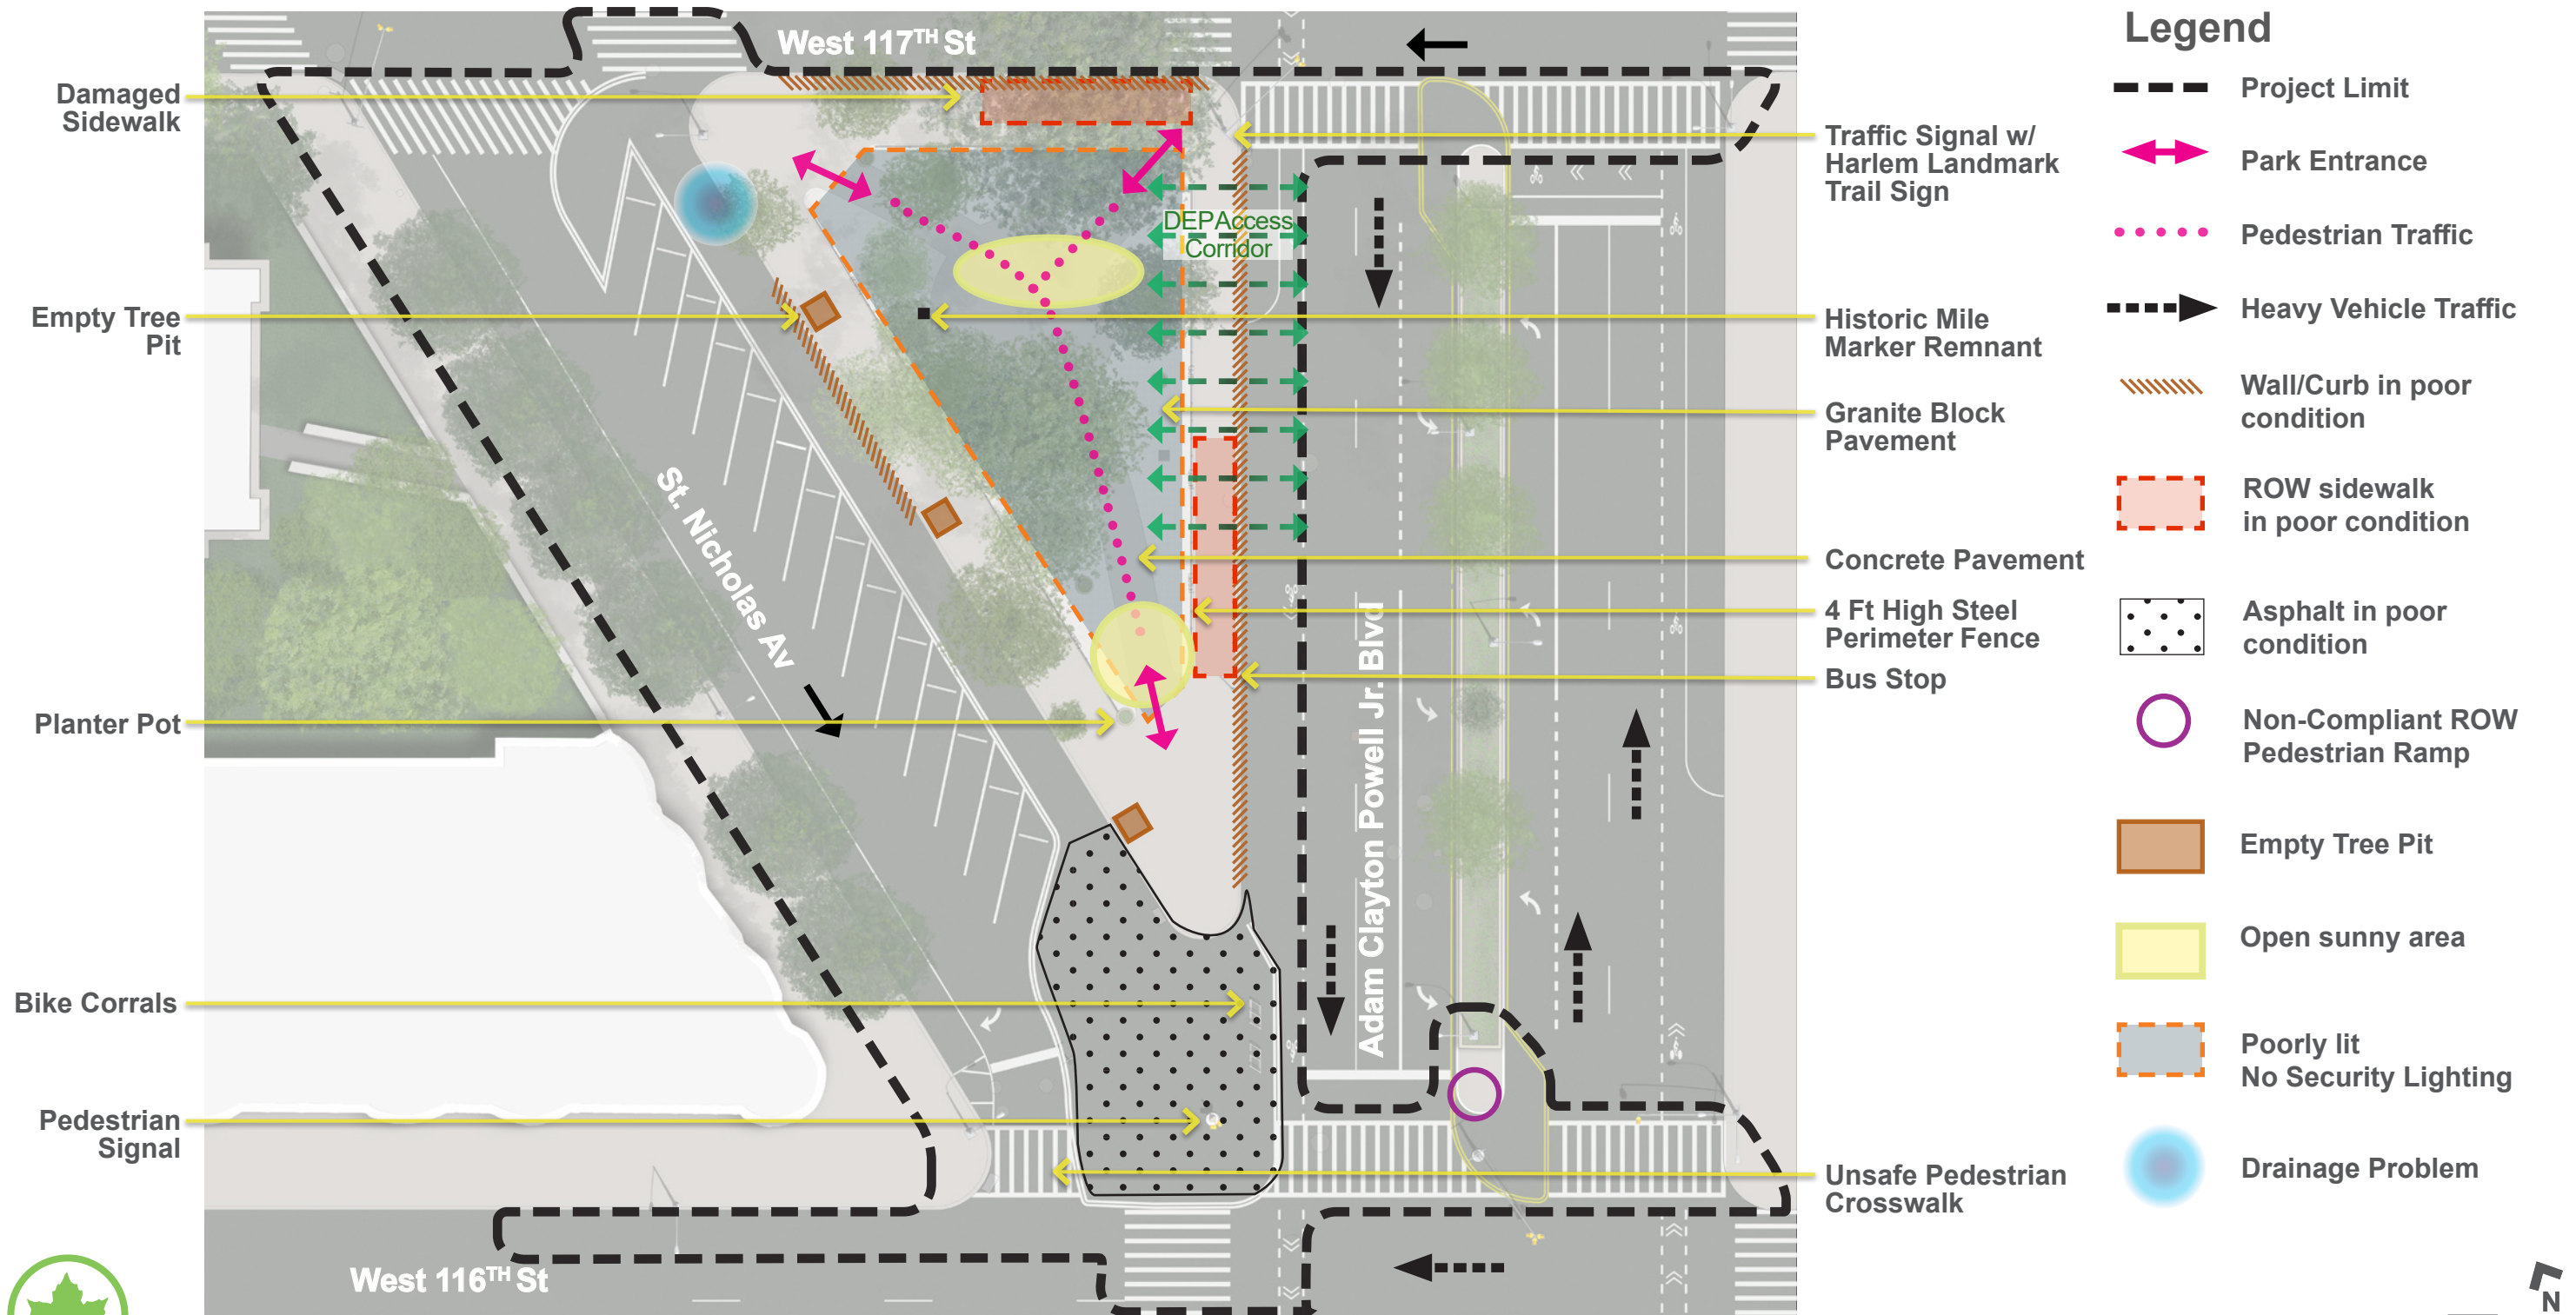 Legend
Project Limit
Park Entrance
Pedestrian Traffic
Heavy Vehicle Traffic
Wall/Curb in poor
condition
ROW sidewalk
in poor condition
Asphalt in poor
condition
Non-Compliant ROW
Pedestrian Ramp
Empty Tree Pit
Open sunny area
Poorly lit
No Security Lighting
Drainage Problem
N
West 117TH St
Damaged
Sidewalk
Empty Tree
Pit
Planter Pot
Bike Corrals
Pedestrian
Signal
DEPAccess
Corridor
St. Nicholas Av
Adam Clayton Powell Jr. Blvd
West 116TH St
Traffic Signal w/
Harlem Landmark
Trail Sign
Historic Mile
Marker Remnant
Granite Block
Pavement
Concrete Pavement
4 Ft High Steel
Perimeter Fence
Bus Stop
Unsafe Pedestrian
Crosswalk